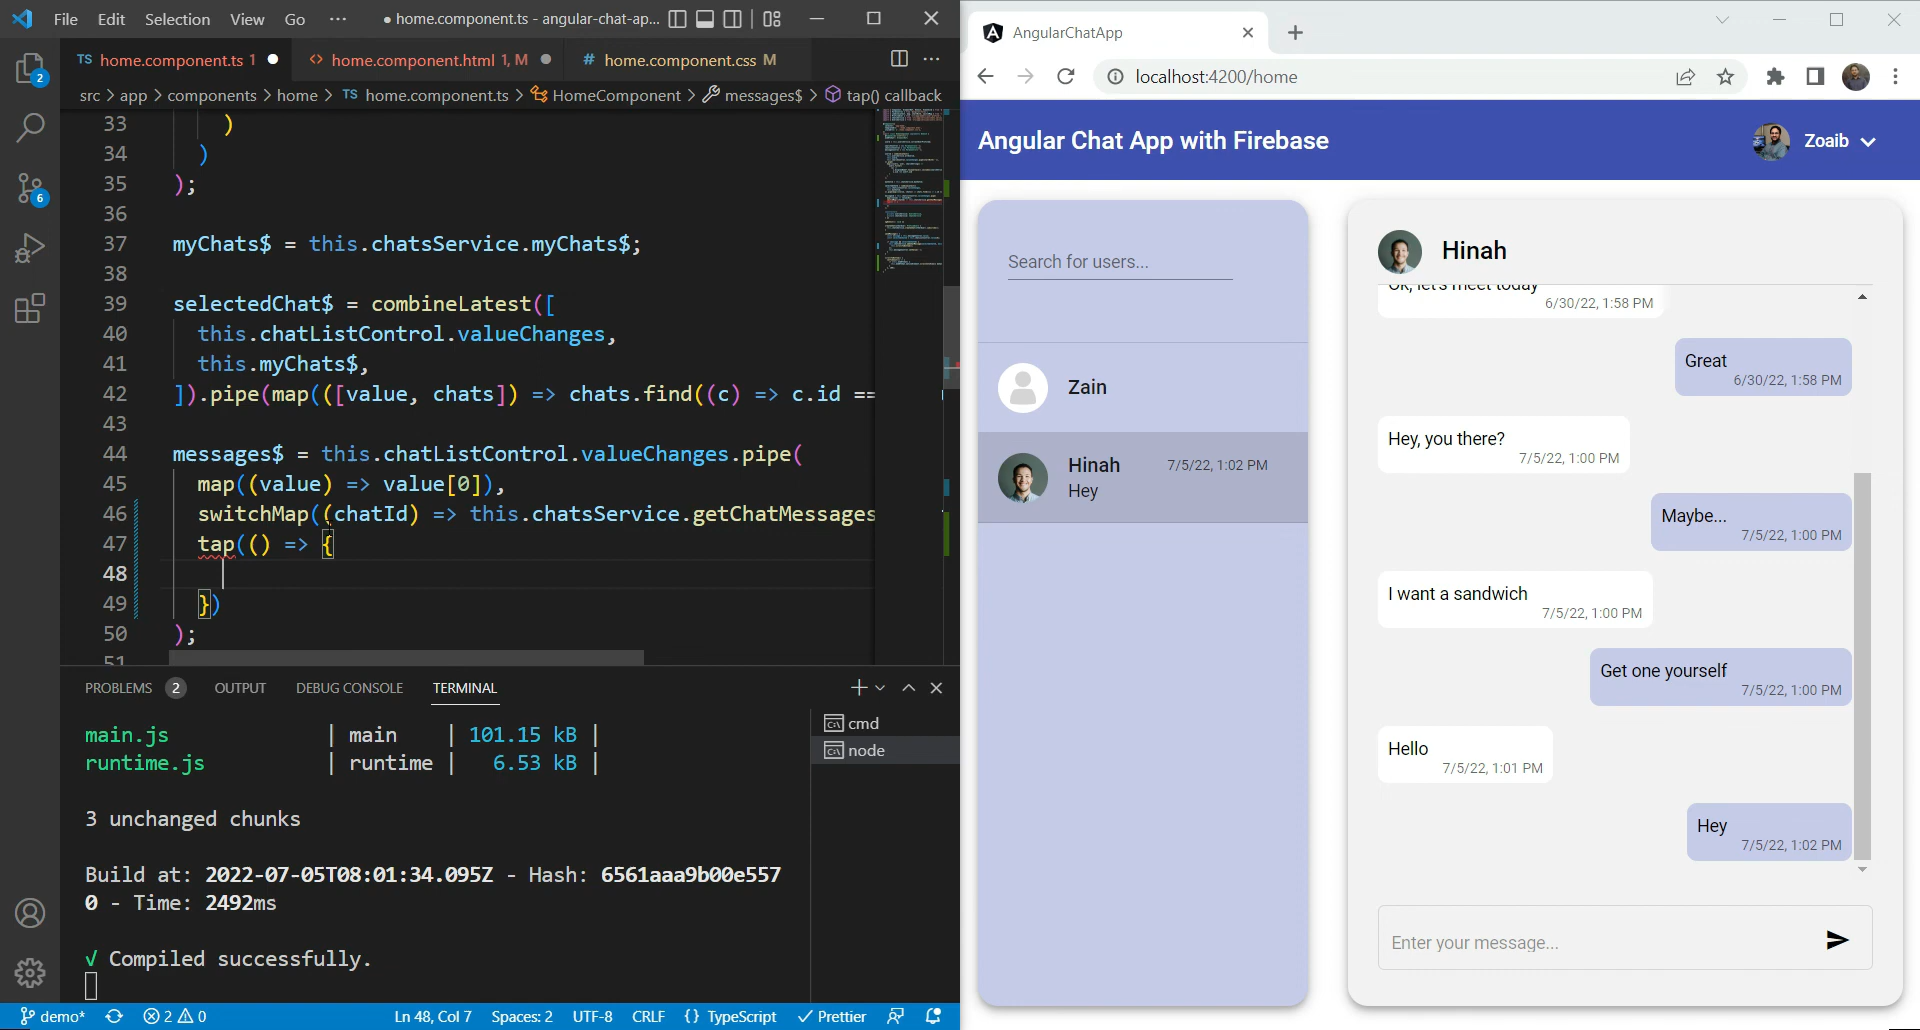 File Edit Selection View Go ··· ● home.component.ts - angular-chat-ap...
TS home.component.ts 1 ●
<> home.component.html 1, M ●
# home.component.css M
src > app > components > home > TS home.component.ts > HomeComponent > messages$ > tap() callback
2
6
33 )
34 )
35 );
36
37 myChats$ = this.chatsService.myChats$;
38
39 selectedChat$ = combineLatest([
40 this.chatListControl.valueChanges,
41 this.myChats$,
42 ]).pipe(map(([value, chats]) => chats.find((c) => c.id ==
43
44 messages$ = this.chatListControl.valueChanges.pipe(
45 map((value) => value[0]),
46 switchMap((chatId) => this.chatsService.getChatMessages
47 tap(() => {
48
49 })
50 );
51
PROBLEMS 2 OUTPUT DEBUG CONSOLE TERMINAL
main.js | main | 101.15 kB |
runtime.js | runtime | 6.53 kB |
3 unchanged chunks
Build at: 2022-07-05T08:01:34.095Z - Hash: 6561aaa9b00e557
0 - Time: 2492ms
√ Compiled successfully.
cmd
node
demo* 2 0 Ln 48, Col 7 Spaces: 2 UTF-8 CRLF {} TypeScript Prettier
AngularChatApp
localhost:4200/home
Angular Chat App with Firebase
Zoaib
Search for users...
Zain
Hinah 7/5/22, 1:02 PM
Hey
Hinah
Ok, let's meet today
6/30/22, 1:58 PM
Great
6/30/22, 1:58 PM
Hey, you there?
7/5/22, 1:00 PM
Maybe...
7/5/22, 1:00 PM
I want a sandwich
7/5/22, 1:00 PM
Get one yourself
7/5/22, 1:00 PM
Hello
7/5/22, 1:01 PM
Hey
7/5/22, 1:02 PM
Enter your message...